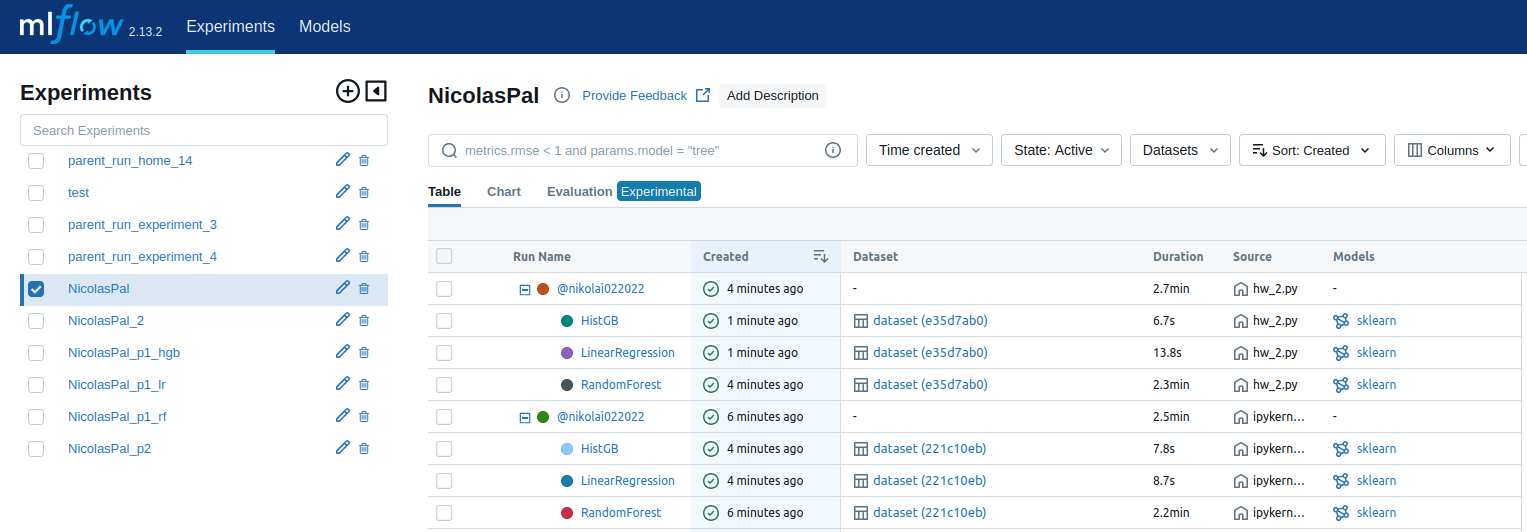 mlflow 2.13.2 Experiments Models
Experiments
Search Experiments
parent_run_home_14
test
parent_run_experiment_3
parent_run_experiment_4
NicolasPal
NicolasPal_2
NicolasPal_p1_hgb
NicolasPal_p1_lr
NicolasPal_p1_rf
NicolasPal_p2
NicolasPal Provide Feedback Add Description
metrics.rmse < 1 and params.model = "tree" Time created State: Active Datasets Sort: Created Columns
Table Chart Evaluation Experimental
Run Name Created Dataset Duration Source Models
@nikolai022022 4 minutes ago - 2.7min hw_2.py -
HistGB 1 minute ago dataset (e35d7ab0) 6.7s hw_2.py sklearn
LinearRegression 1 minute ago dataset (e35d7ab0) 13.8s hw_2.py sklearn
RandomForest 4 minutes ago dataset (e35d7ab0) 2.3min hw_2.py sklearn
@nikolai022022 6 minutes ago - 2.5min ipykern... -
HistGB 4 minutes ago dataset (221c10eb) 7.8s ipykern... sklearn
LinearRegression 4 minutes ago dataset (221c10eb) 8.7s ipykern... sklearn
RandomForest 6 minutes ago dataset (221c10eb) 2.2min ipykern... sklearn